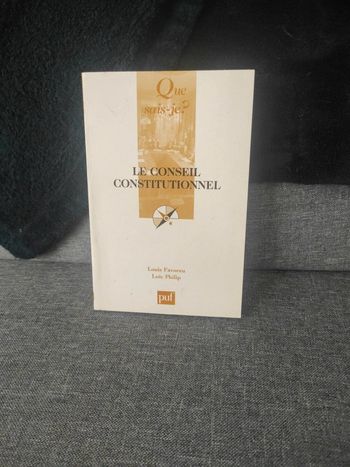 Que
sais-je?
LE CONSEIL
CONSTITUTIONNEL
Louis Favoreu
Loïc Philip
puf